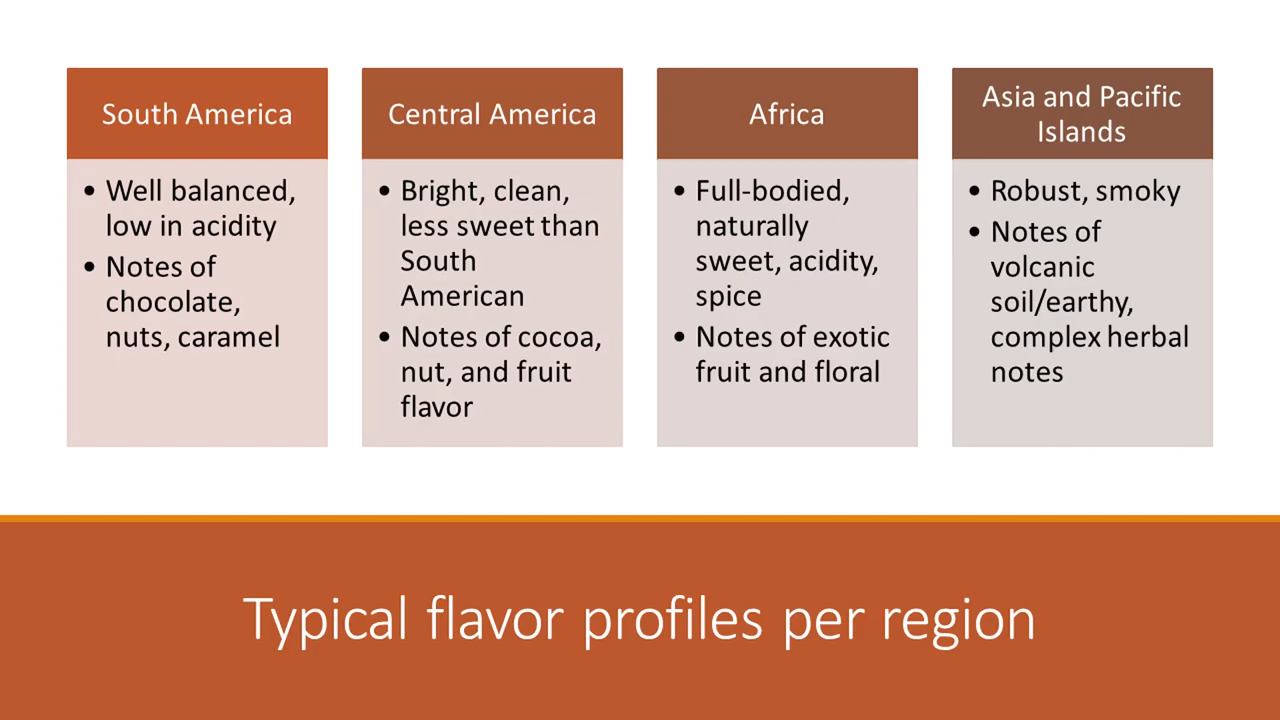 South America
• Well balanced,
low in acidity
• Notes of
chocolate,
nuts, caramel
Central America
• Bright, clean,
less sweet than
South
American
• Notes of cocoa,
nut, and fruit
flavor
Africa
• Full-bodied,
naturally
sweet, acidity,
spice
• Notes of exotic
fruit and floral
Asia and Pacific
Islands
• Robust, smoky
• Notes of
volcanic
soil/earthy,
complex herbal
notes
Typical flavor profiles per region